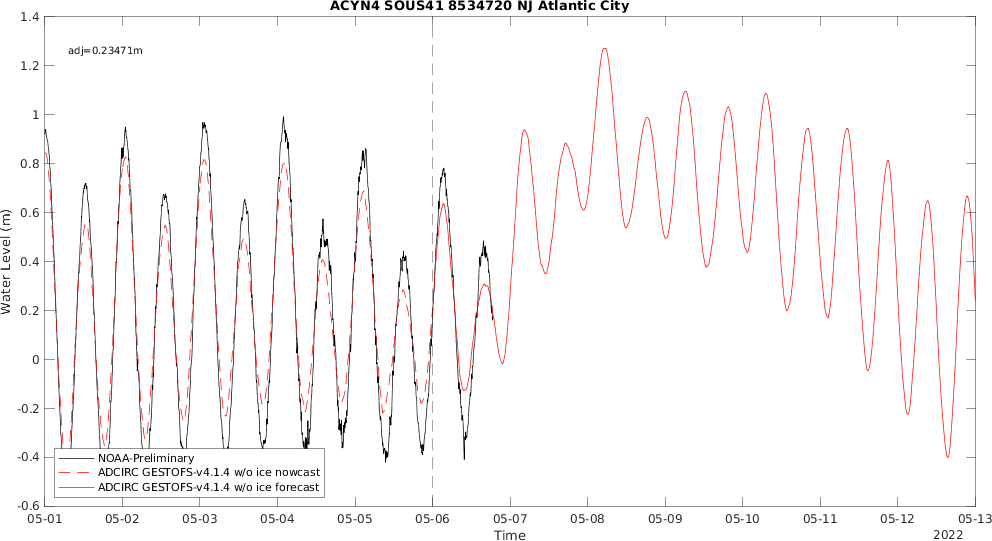 ACYN4 SOUS41 8534720 NJ Atlantic City
adj=0.23471m
1.4
1.2
1
0.8
0.6
0.4
0.2
0
-0.2
-0.4
-0.6
Water Level (m)
NOAA-Preliminary
ADCIRC GESTOFS-v4.1.4 w/o ice nowcast
ADCIRC GESTOFS-v4.1.4 w/o ice forecast
05-01 05-02 05-03 05-04 05-05 05-06 05-07 05-08 05-09 05-10 05-11 05-12 05-13
Time
2022